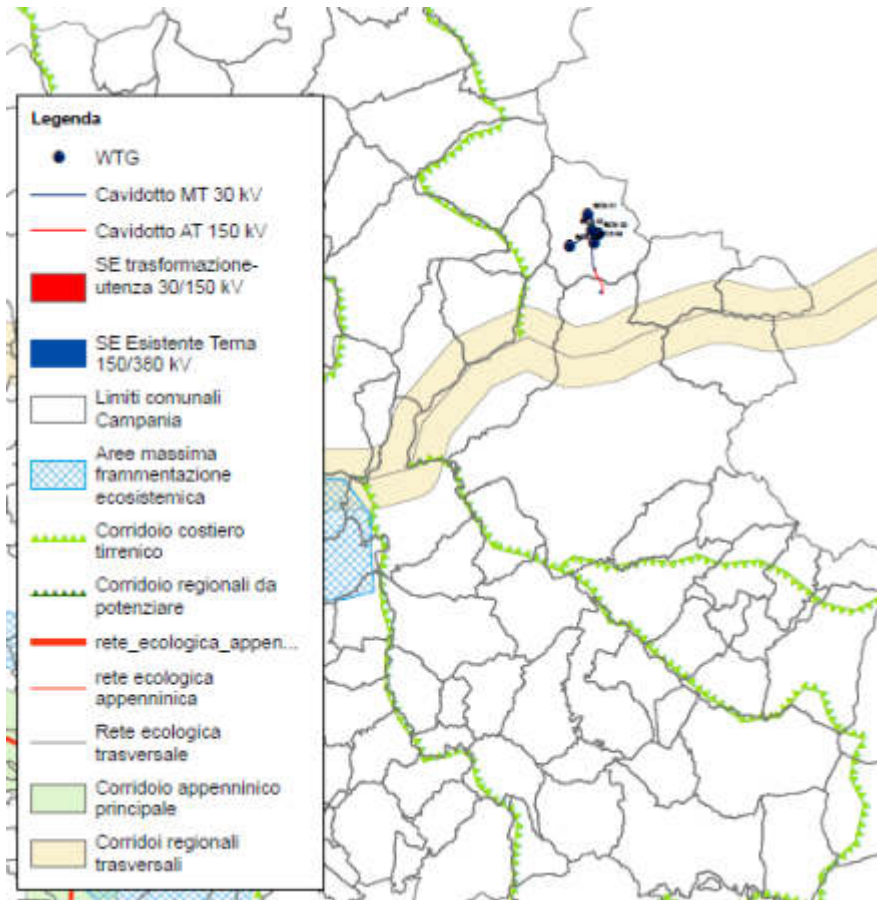 Legenda
WTG
Cavidotto MT 30 kV
Cavidotto AT 150 kV
SE trasformazione-
utenza 30/150 kV
SE Esistente Terna
150/380 kV
Limiti comunali
Campania
Aree massima
frammentazione
ecosistemica
Corridoio costiero
tirrenico
Corridoio regionali da
potenziare
rete_ecologica_appen...
rete ecologica
appenninica
Rete ecologica
trasversale
Corridoio appenninico
principale
Corridoi regionali
trasversali